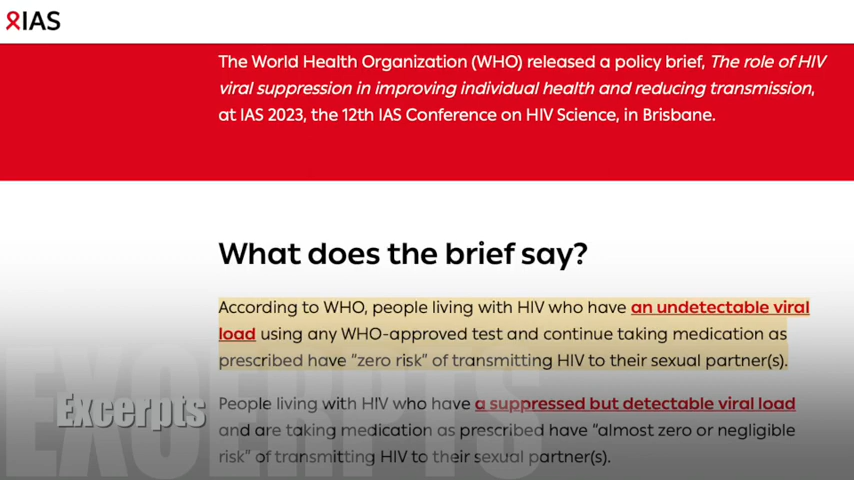 IAS
The World Health Organization (WHO) released a policy brief, The role of HIV
viral suppression in improving individual health and reducing transmission,
at IAS 2023, the 12th IAS Conference on HIV Science, in Brisbane.
What does the brief say?
According to WHO, people living with HIV who have an undetectable viral
load using any WHO-approved test and continue taking medication as
prescribed have “zero risk” of transmitting HIV to their sexual partner(s).
People living with HIV who have a suppressed but detectable viral load
and are taking medication as prescribed have “almost zero or negligible
risk” of transmitting HIV to their sexual partner(s).
EXCERPTS
Excerpts